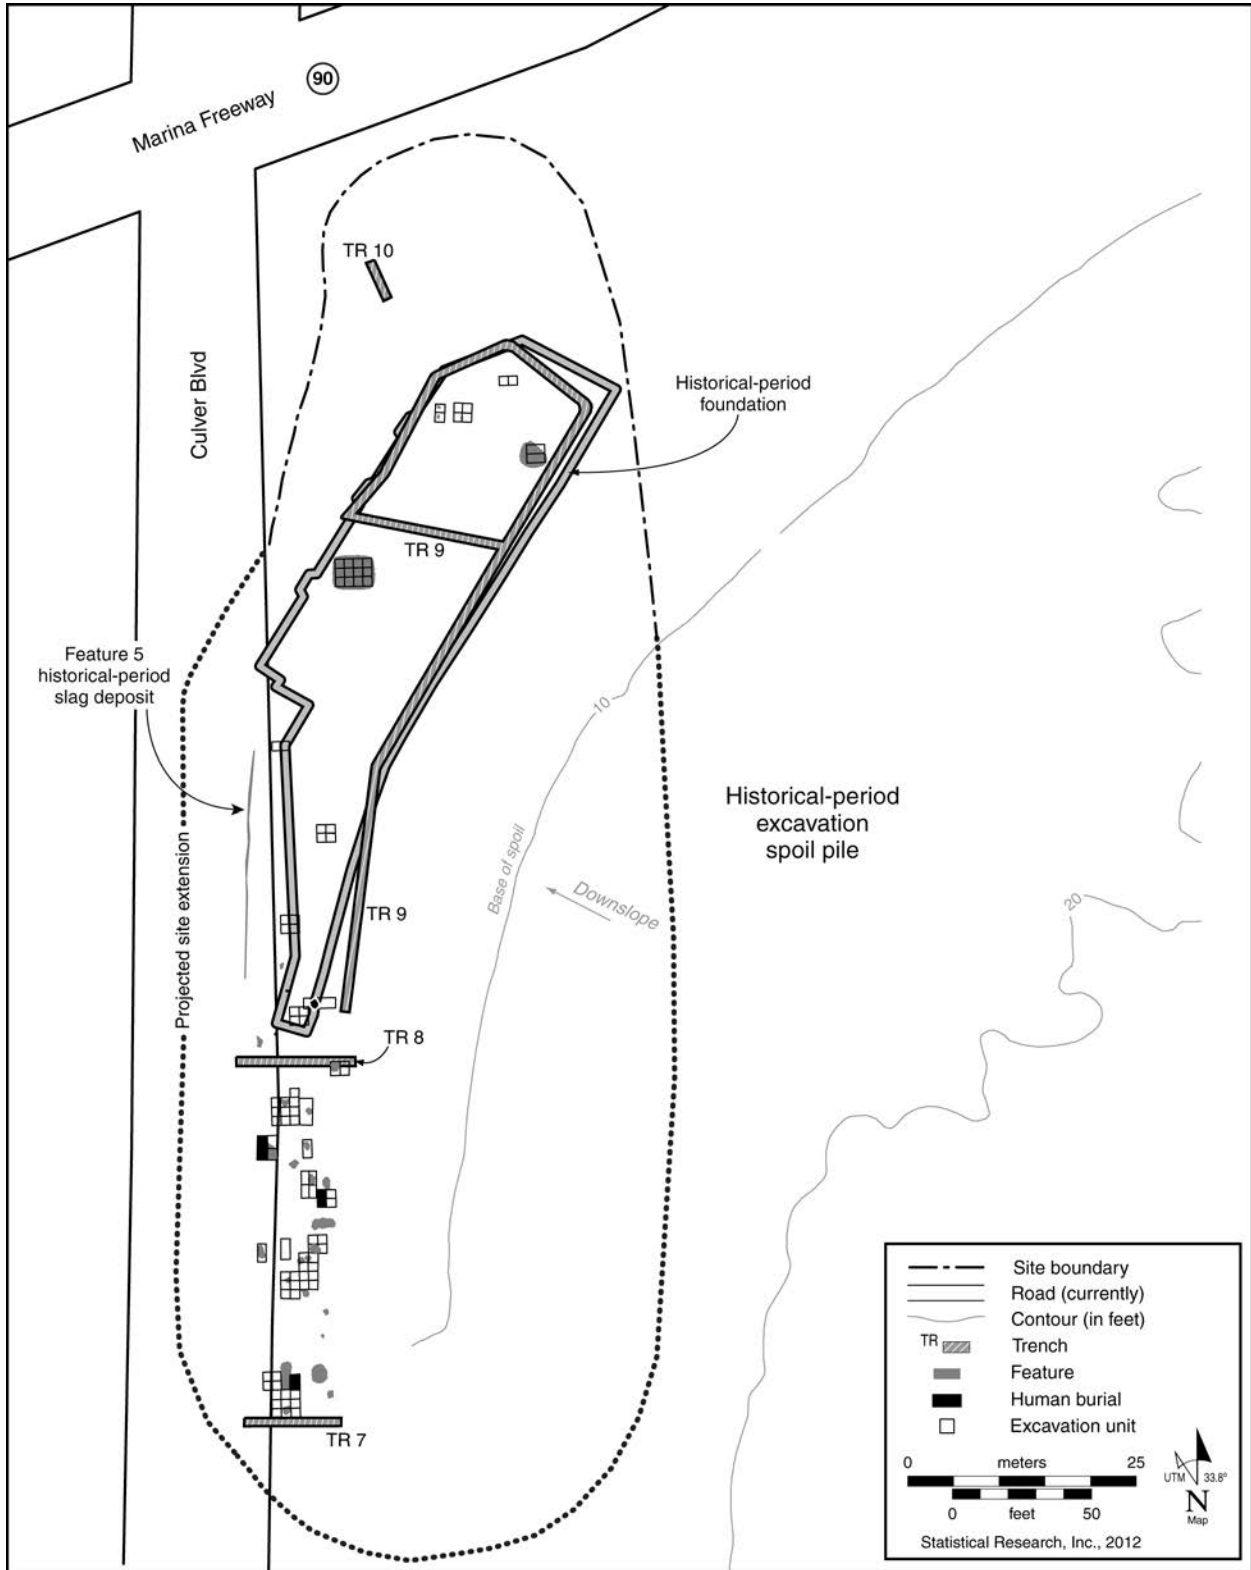 90
Marina Freeway
TR 10
Culver Blvd
Historical-period
foundation
TR 9
Feature 5
historical-period
slag deposit
10
Historical-period
excavation
spoil pile
Base of spoil
Downslope
Projected site extension
20
TR 9
TR 8
TR 7
Site boundary
Road (currently)
Contour (in feet)
TR Trench
Feature
Human burial
Excavation unit
0 meters 25
0 feet 50
UTM 33.8°
N
Map
Statistical Research, Inc., 2012